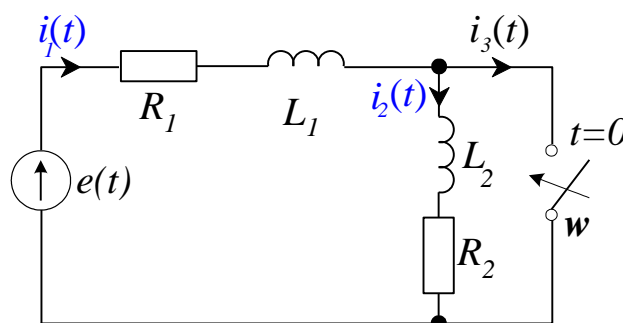 i₁(t)
i₃(t)
R₁
L₁
i₂(t)
t=0
L₂
e(t)
w
R₂